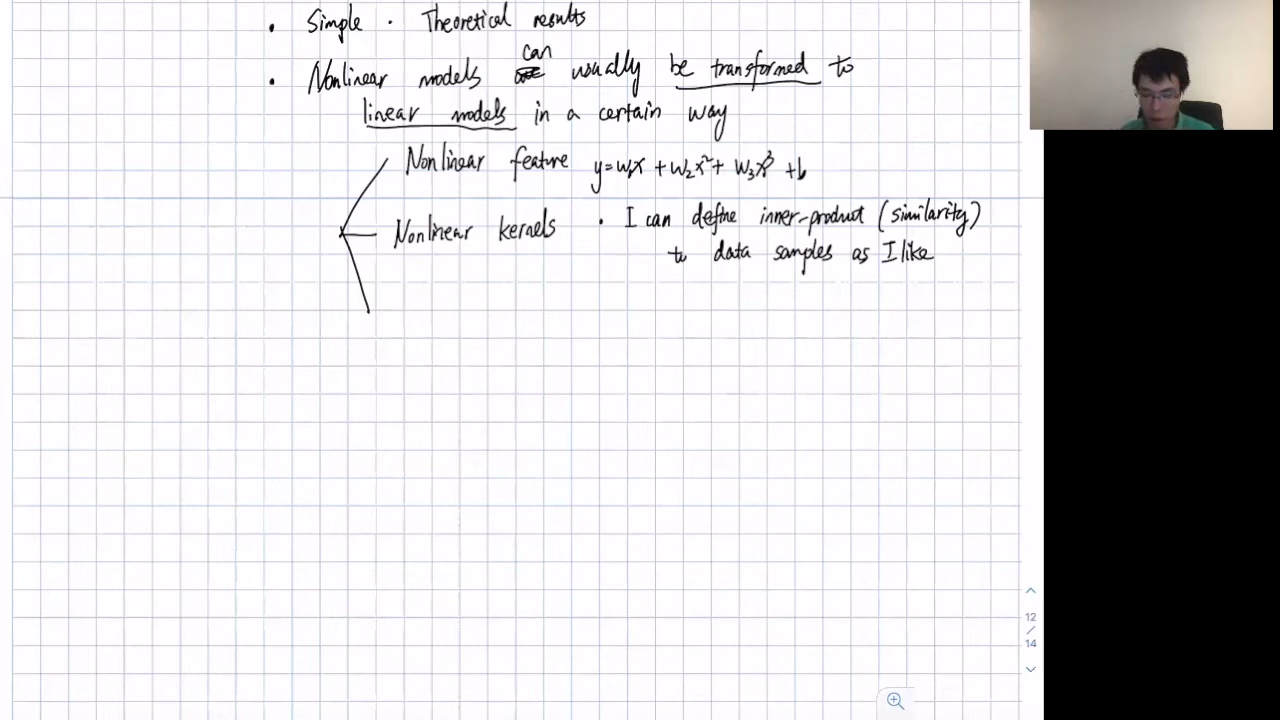 • Simple • Theoretical results
• Nonlinear models can usually be transformed to
linear models in a certain way
Nonlinear feature y=w₁x + w₂x² + w₃x³ + b
Nonlinear kernels • I can define inner-product (similarity)
to data samples as I like
12
/
14